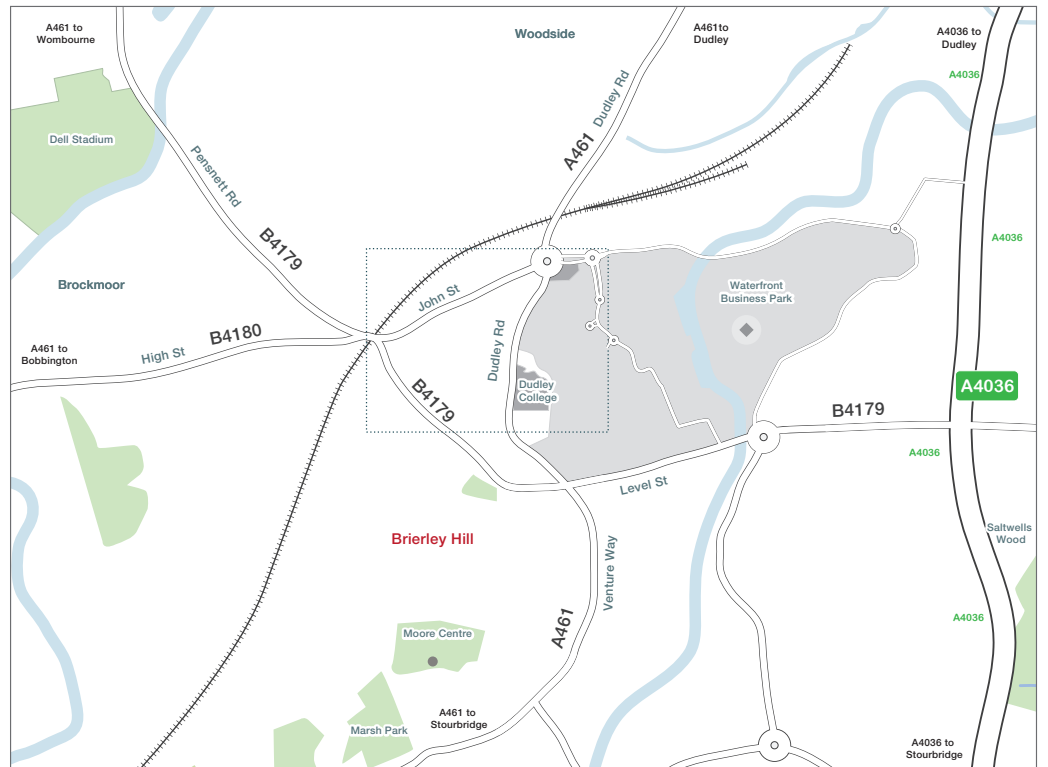 A461 to
Wombourne
Woodside
A461to
Dudley
A4036 to
Dudley
A4036
Dudley Rd
A461
Dell Stadium
Pensnett Rd
B4179
A4036
Brockmoor
Waterfront
Business Park
John St
B4180
High St
A461 to
Bobbington
Dudley Rd
Dudley
College
B4179
A4036
B4179
A4036
Level St
Brierley Hill
Saltwells
Wood
Venture Way
A461
A4036
Moore Centre
A461 to
Stourbridge
Marsh Park
A4036 to
Stourbridge